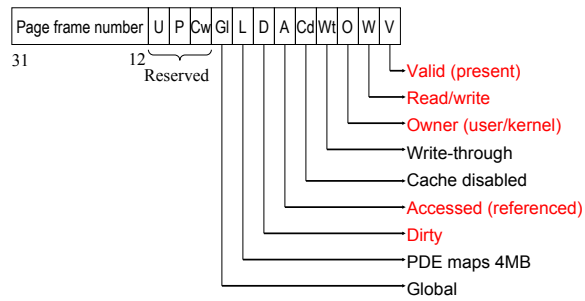 Page frame number U P Cw Gl L D A Cd Wt O W V
31 12 Reserved
Valid (present)
Read/write
Owner (user/kernel)
Write-through
Cache disabled
Accessed (referenced)
Dirty
PDE maps 4MB
Global